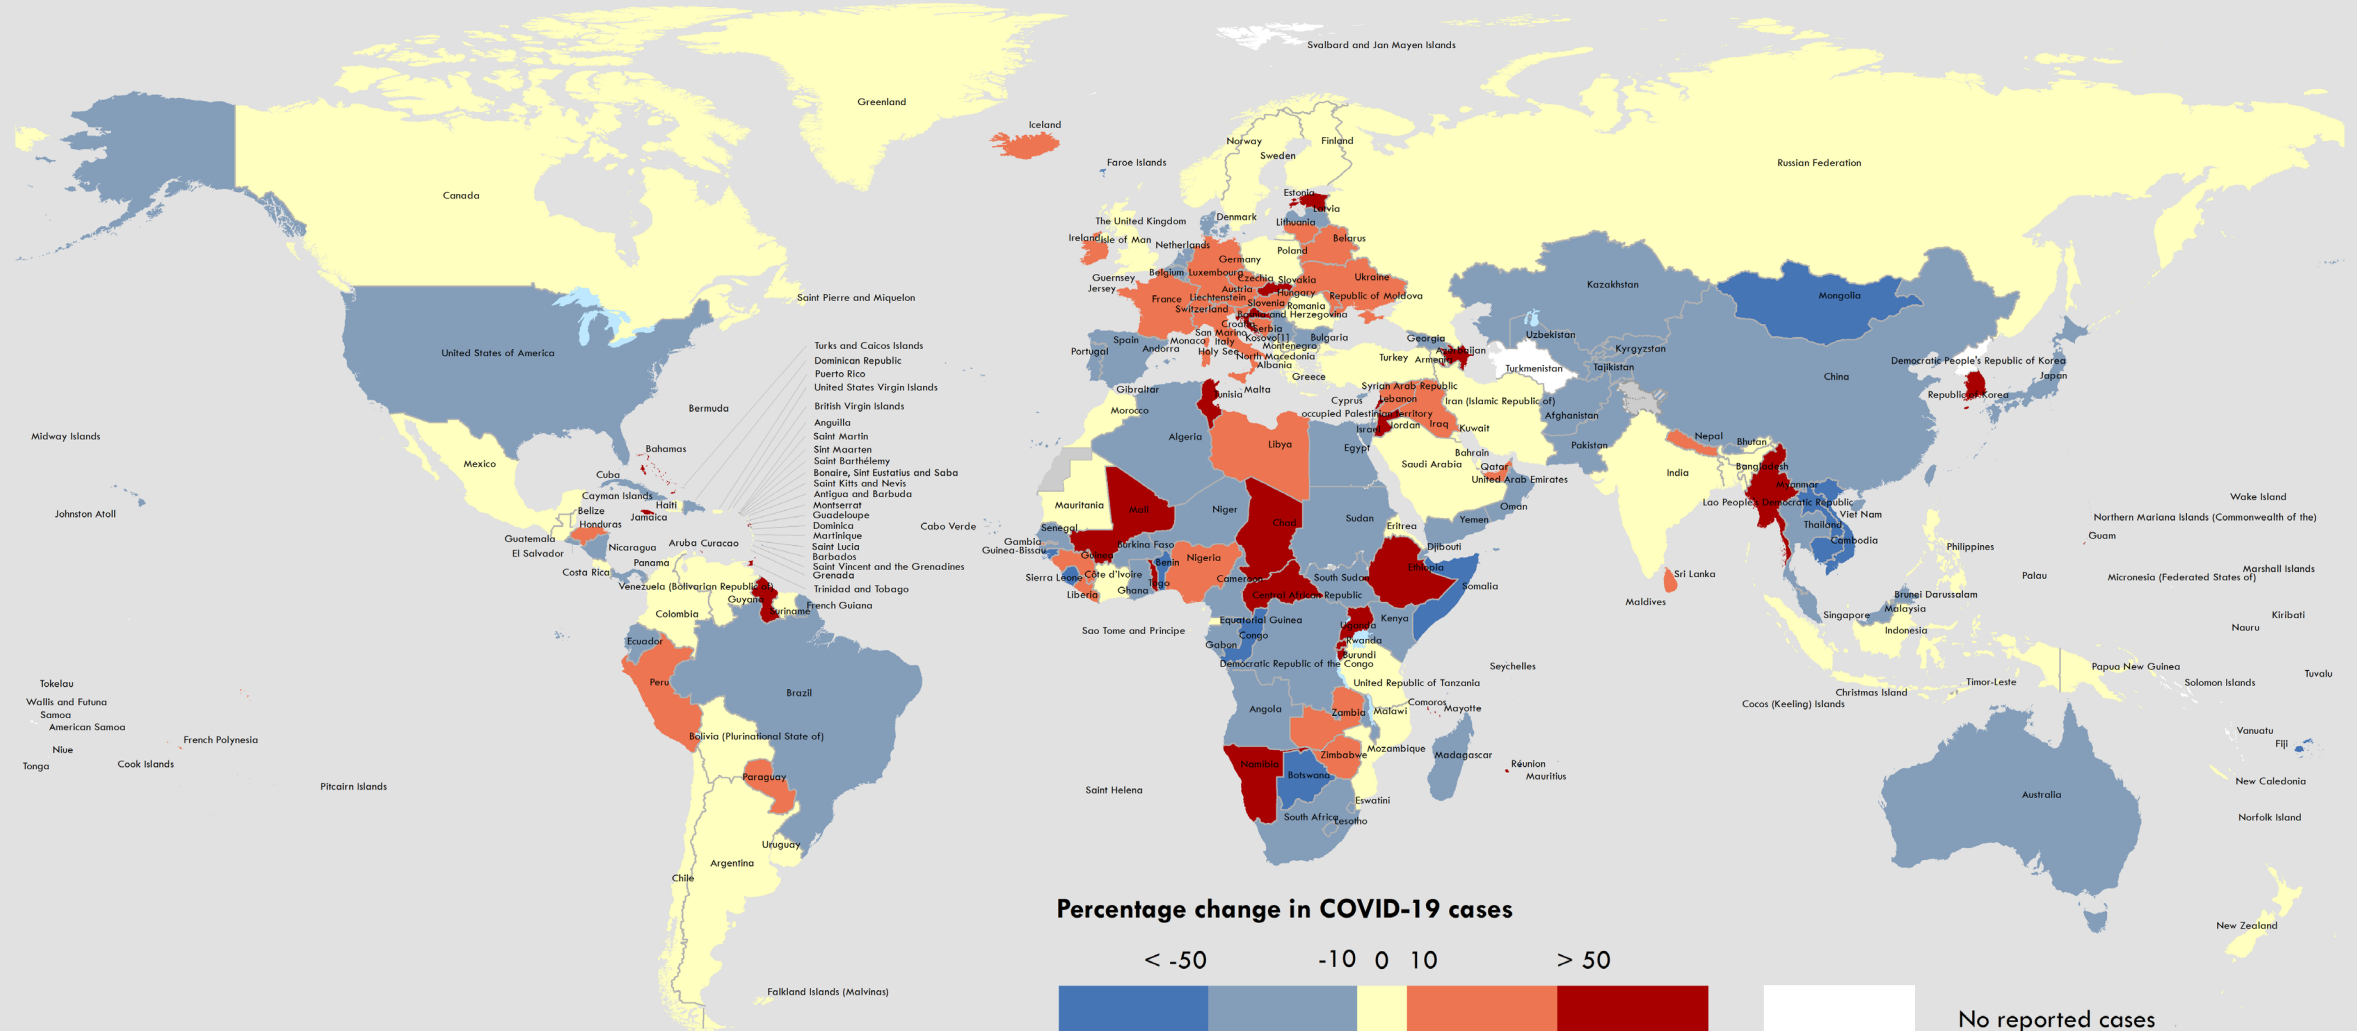 Svalbard and Jan Mayen Islands
Greenland
Iceland
Faroe Islands
Norway
Finland
Sweden
Russian Federation
Canada
Estonia
Latvia
The United Kingdom
Denmark
Lithuania
Ireland
Isle of Man
Netherlands
Belarus
Poland
Germany
Guernsey
Belgium
Luxembourg
Czechia
Slovakia
Ukraine
Jersey
Austria
Hungary
Saint Pierre and Miquelon
France
Liechtenstein
Republic of Moldova
Kazakhstan
Mongolia
Switzerland
Slovenia
Romania
Bosnia and Herzegovina
Croatia
Serbia
San Marino
Spain
Monaco
Italy
Kosovo[1]
Bulgaria
Georgia
Uzbekistan
Portugal
Andorra
Holy See
Montenegro
North Macedonia
Turkey
Armenia
Azerbaijan
Kyrgyzstan
Democratic People's Republic of Korea
United States of America
Albania
Greece
Turkmenistan
Tajikistan
China
Japan
Turks and Caicos Islands
Dominican Republic
Puerto Rico
United States Virgin Islands
British Virgin Islands
Anguilla
Saint Martin
Sint Maarten
Saint Barthélemy
Bonaire, Sint Eustatius and Saba
Saint Kitts and Nevis
Antigua and Barbuda
Montserrat
Guadeloupe
Dominica
Martinique
Saint Lucia
Barbados
Saint Vincent and the Grenadines
Grenada
Trinidad and Tobago
Gibraltar
Tunisia
Malta
Syrian Arab Republic
Cyprus
Lebanon
Iran (Islamic Republic of)
Republic of Korea
Bermuda
Morocco
occupied Palestinian territory
Afghanistan
Israel
Jordan
Iraq
Kuwait
Midway Islands
Algeria
Libya
Egypt
Pakistan
Nepal
Bhutan
Bahamas
Bahrain
Mexico
Saudi Arabia
Qatar
India
Bangladesh
Cuba
United Arab Emirates
Myanmar
Cayman Islands
Haiti
Mauritania
Mali
Niger
Chad
Sudan
Oman
Lao People's Democratic Republic
Wake Island
Belize
Jamaica
Johnston Atoll
Honduras
Cabo Verde
Senegal
Eritrea
Yemen
Viet Nam
Northern Mariana Islands (Commonwealth of the)
Guatemala
El Salvador
Nicaragua
Aruba
Curacao
Gambia
Guinea-Bissau
Burkina Faso
Djibouti
Thailand
Cambodia
Philippines
Guam
Costa Rica
Panama
Guinea
Benin
Nigeria
Ethiopia
Venezuela (Bolivarian Republic of)
Sierra Leone
Côte d'Ivoire
Togo
Cameroon
South Sudan
Somalia
Sri Lanka
Palau
Micronesia (Federated States of)
Marshall Islands
Guyana
Liberia
Ghana
Central African Republic
Maldives
Brunei Darussalam
Colombia
Suriname
French Guiana
Equatorial Guinea
Uganda
Kenya
Singapore
Malaysia
Kiribati
Ecuador
Sao Tome and Principe
Congo
Rwanda
Indonesia
Nauru
Gabon
Burundi
Democratic Republic of the Congo
Seychelles
Papua New Guinea
Peru
Brazil
United Republic of Tanzania
Christmas Island
Timor-Leste
Solomon Islands
Tuvalu
Tokelau
Wallis and Futuna
Samoa
American Samoa
Angola
Zambia
Malawi
Comoros
Mayotte
Cocos (Keeling) Islands
Niue
French Polynesia
Bolivia (Plurinational State of)
Mozambique
Madagascar
Vanuatu
Fiji
Tonga
Cook Islands
Zimbabwe
Pitcairn Islands
Paraguay
Namibia
Botswana
Réunion
Mauritius
New Caledonia
Saint Helena
Eswatini
Australia
South Africa
Lesotho
Norfolk Island
Uruguay
Argentina
Chile
New Zealand
Falkland Islands (Malvinas)
Percentage change in COVID-19 cases
< -50
-10
0
10
> 50
No reported cases